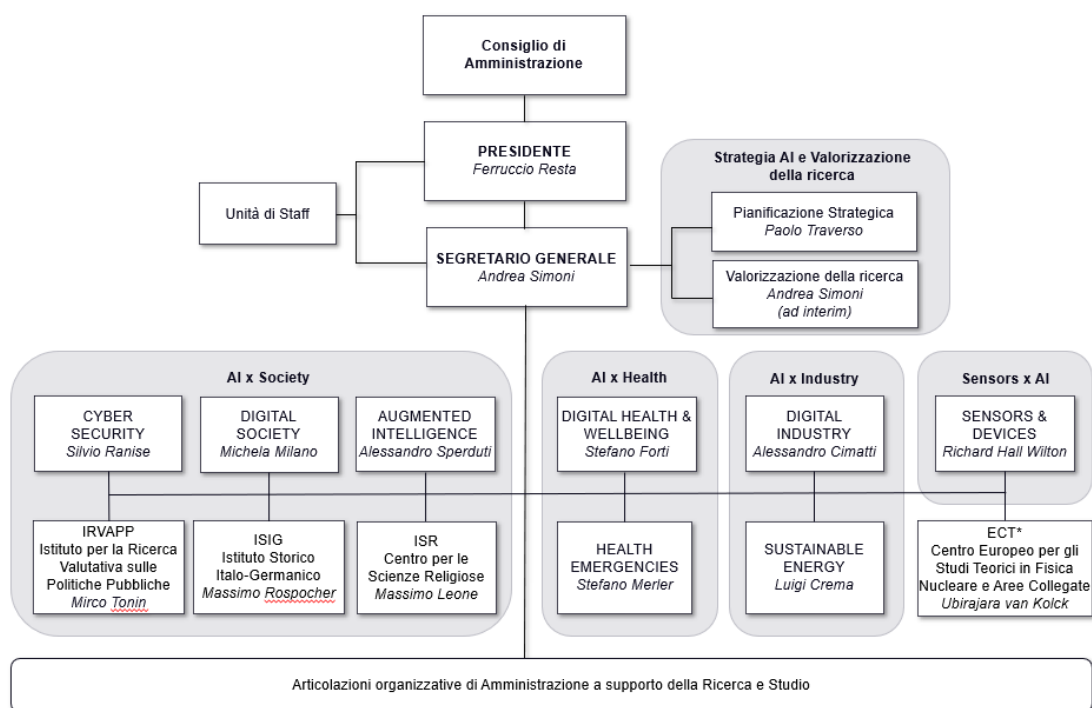 Consiglio di
Amministrazione
PRESIDENTE
Ferruccio Resta
Unità di Staff
SEGRETARIO GENERALE
Andrea Simoni
Strategia AI e Valorizzazione
della ricerca
Pianificazione Strategica
Paolo Traverso
Valorizzazione della ricerca
Andrea Simoni
(ad interim)
AI x Society
CYBER
SECURITY
Silvio Ranise
DIGITAL
SOCIETY
Michela Milano
AUGMENTED
INTELLIGENCE
Alessandro Sperduti
IRVAPP
Istituto per la Ricerca
Valutativa sulle
Politiche Pubbliche
Mirco Tonin
ISIG
Istituto Storico
Italo-Germanico
Massimo Rospocher
ISR
Centro per le
Scienze Religiose
Massimo Leone
AI x Health
DIGITAL HEALTH &
WELLBEING
Stefano Forti
HEALTH
EMERGENCIES
Stefano Merler
AI x Industry
DIGITAL
INDUSTRY
Alessandro Cimatti
SUSTAINABLE
ENERGY
Luigi Crema
Sensors x AI
SENSORS &
DEVICES
Richard Hall Wilton
ECT*
Centro Europeo per gli
Studi Teorici in Fisica
Nucleare e Aree Collegate
Ubirajara van Kolck
Articolazioni organizzative di Amministrazione a supporto della Ricerca e Studio